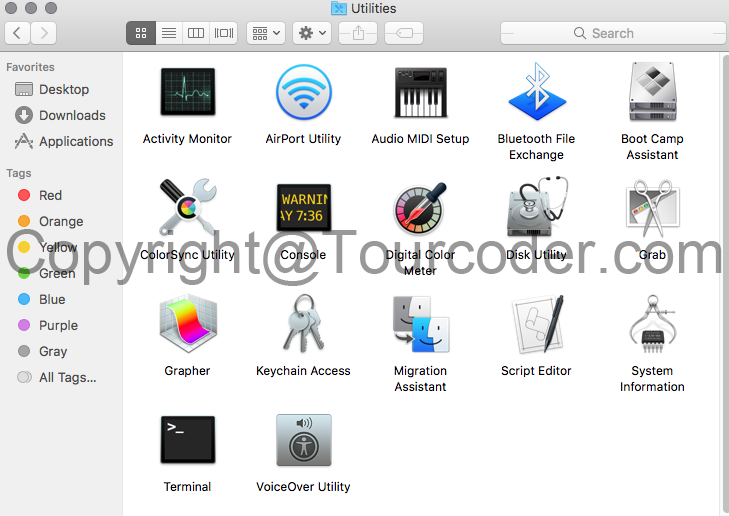 Utilities
Search
Favorites
Desktop
Downloads
Applications
Tags
Red
Orange
Yellow
Green
Blue
Purple
Gray
All Tags...
Activity Monitor
AirPort Utility
Audio MIDI Setup
Bluetooth File
Exchange
Boot Camp
Assistant
WARNIN
AY 7:36
ColorSync Utility
Console
Digital Color
Meter
Disk Utility
Grab
Copyright@Tourcoder.com
Grapher
Keychain Access
Migration
Assistant
Script Editor
System
Information
>_
Terminal
VoiceOver Utility